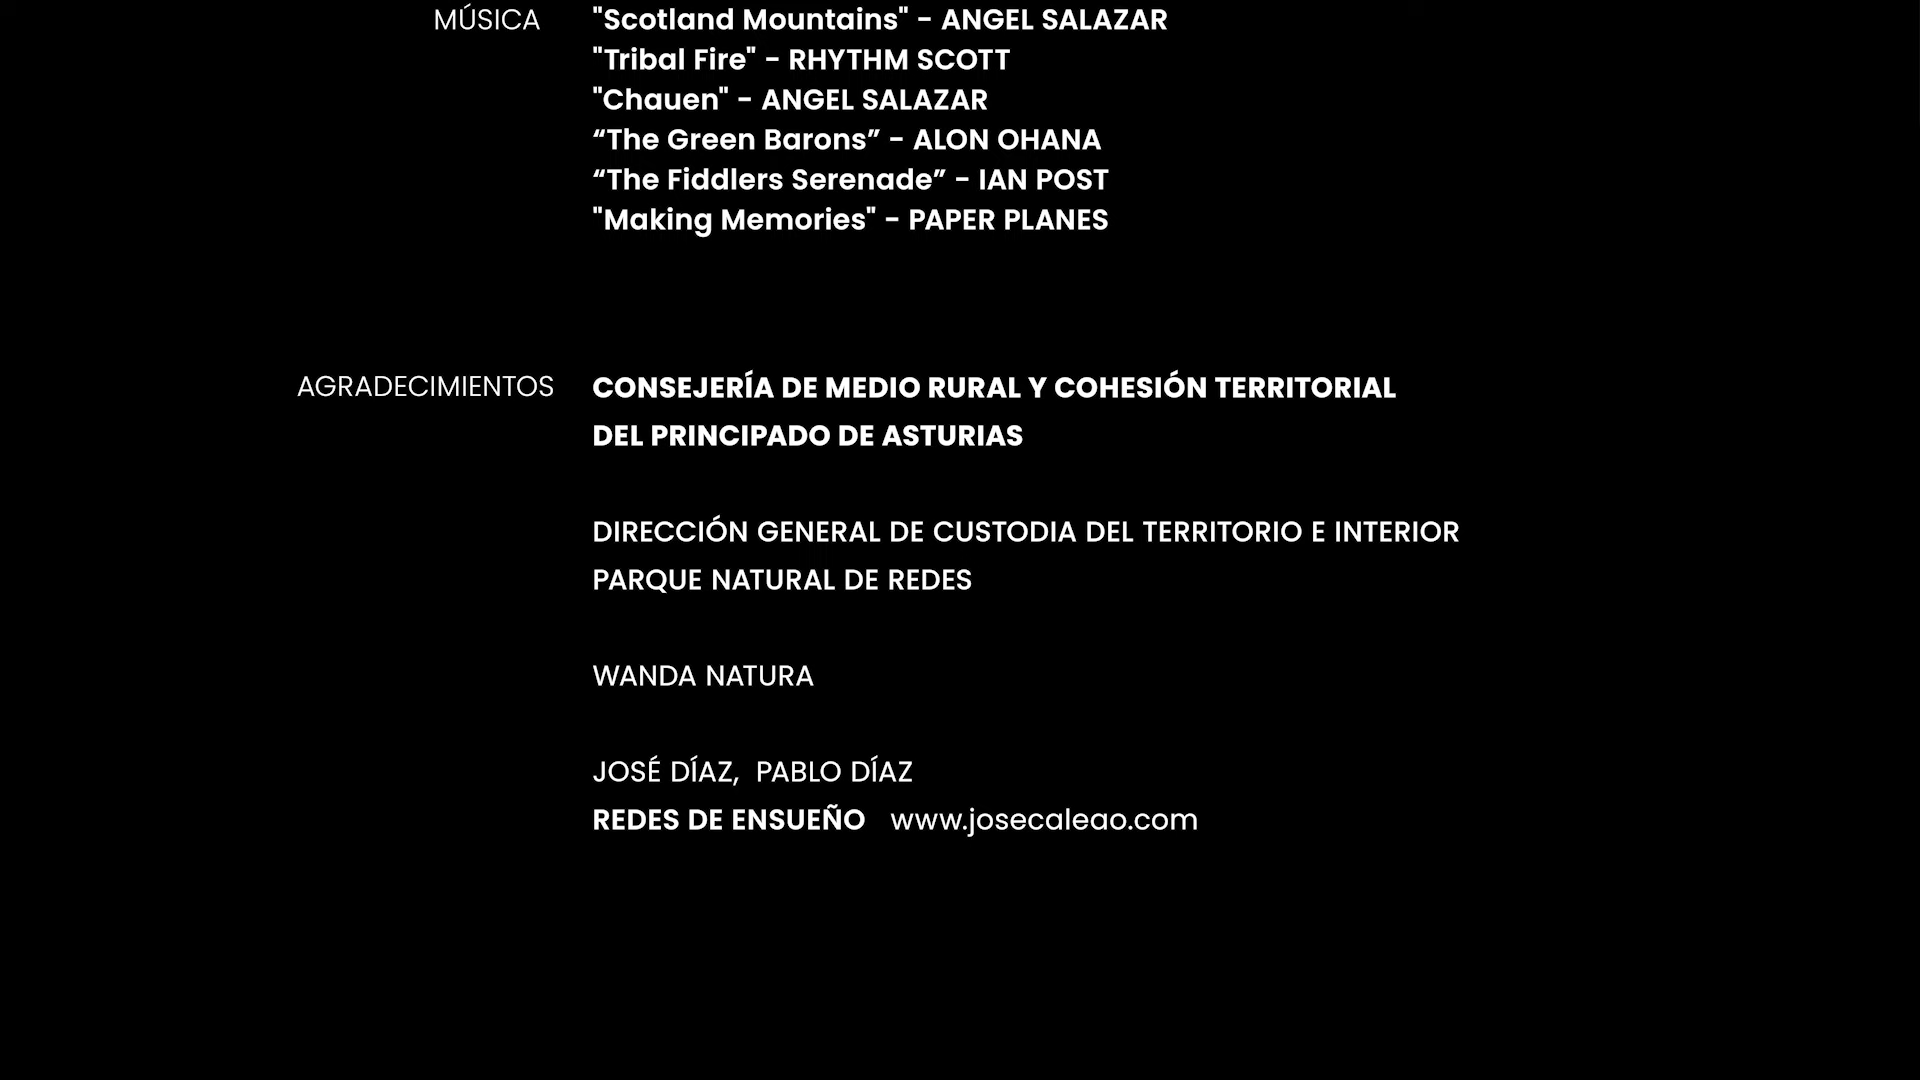 MÚSICA "Scotland Mountains" - ANGEL SALAZAR
"Tribal Fire" - RHYTHM SCOTT
"Chauen" - ANGEL SALAZAR
“The Green Barons” - ALON OHANA
“The Fiddlers Serenade” - IAN POST
"Making Memories" - PAPER PLANES
AGRADECIMIENTOS CONSEJERÍA DE MEDIO RURAL Y COHESIÓN TERRITORIAL
DEL PRINCIPADO DE ASTURIAS
DIRECCIÓN GENERAL DE CUSTODIA DEL TERRITORIO E INTERIOR
PARQUE NATURAL DE REDES
WANDA NATURA
JOSÉ DÍAZ, PABLO DÍAZ
REDES DE ENSUEÑO www.josecaleao.com